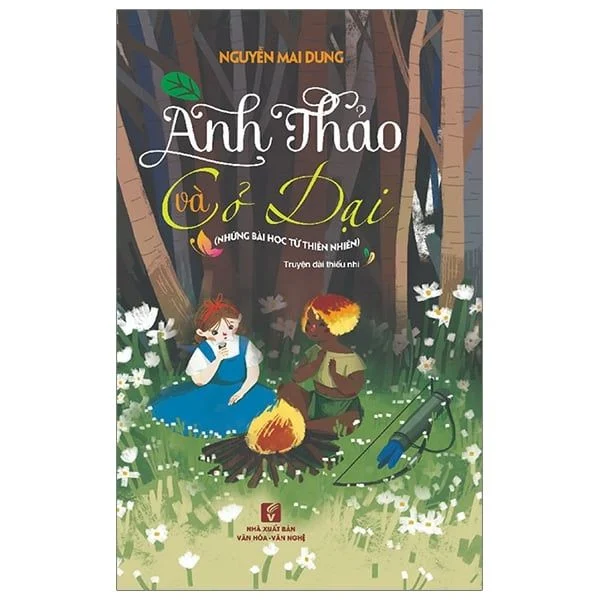 NGUYỄN MAI DUNG
Anh Thảo
và Cỏ Dại
(NHỮNG BÀI HỌC TỪ THIÊN NHIÊN)
Truyện dài thiếu nhi
NHÀ XUẤT BẢN
VĂN HÓA - VĂN NGHỆ